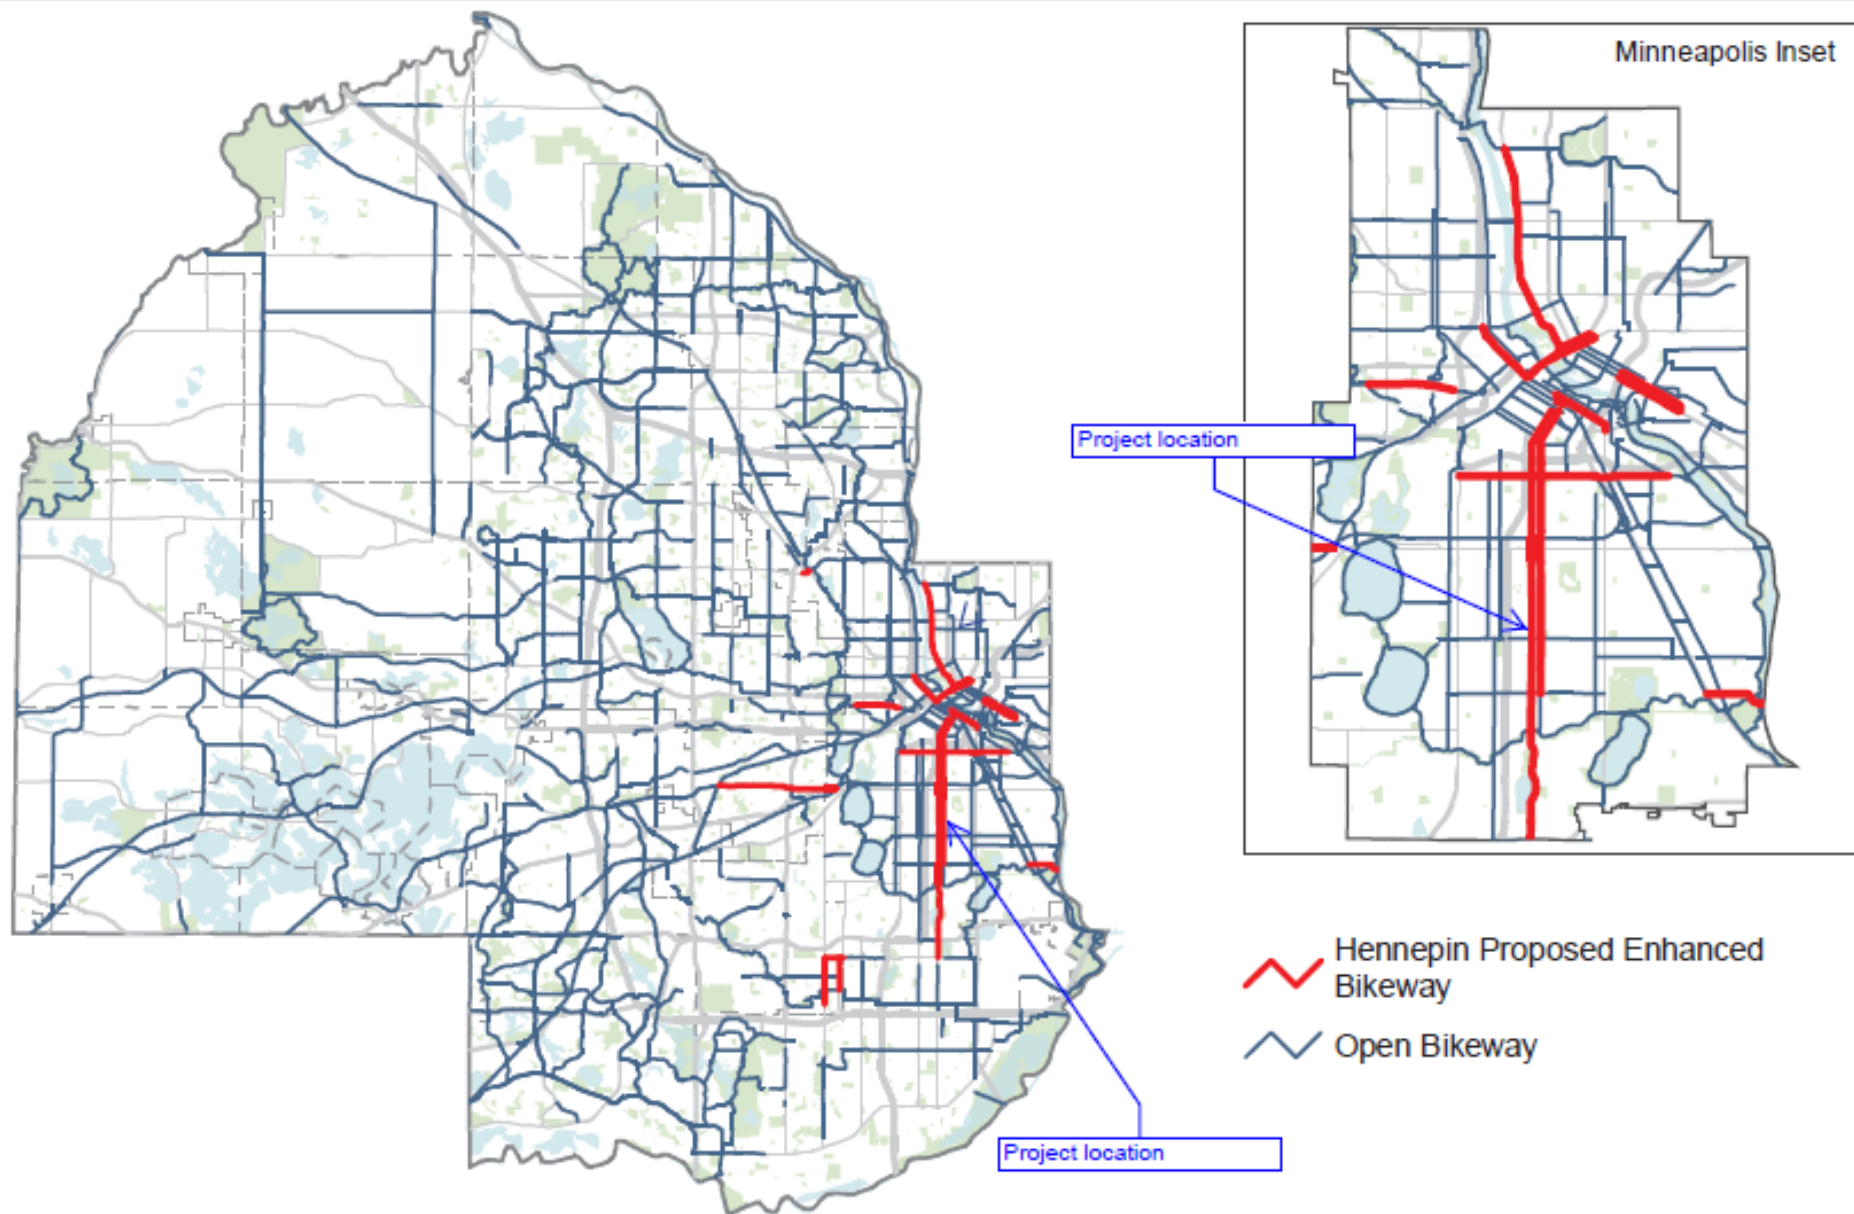 Minneapolis Inset
Project location
Hennepin Proposed Enhanced
Bikeway
Open Bikeway
Project location